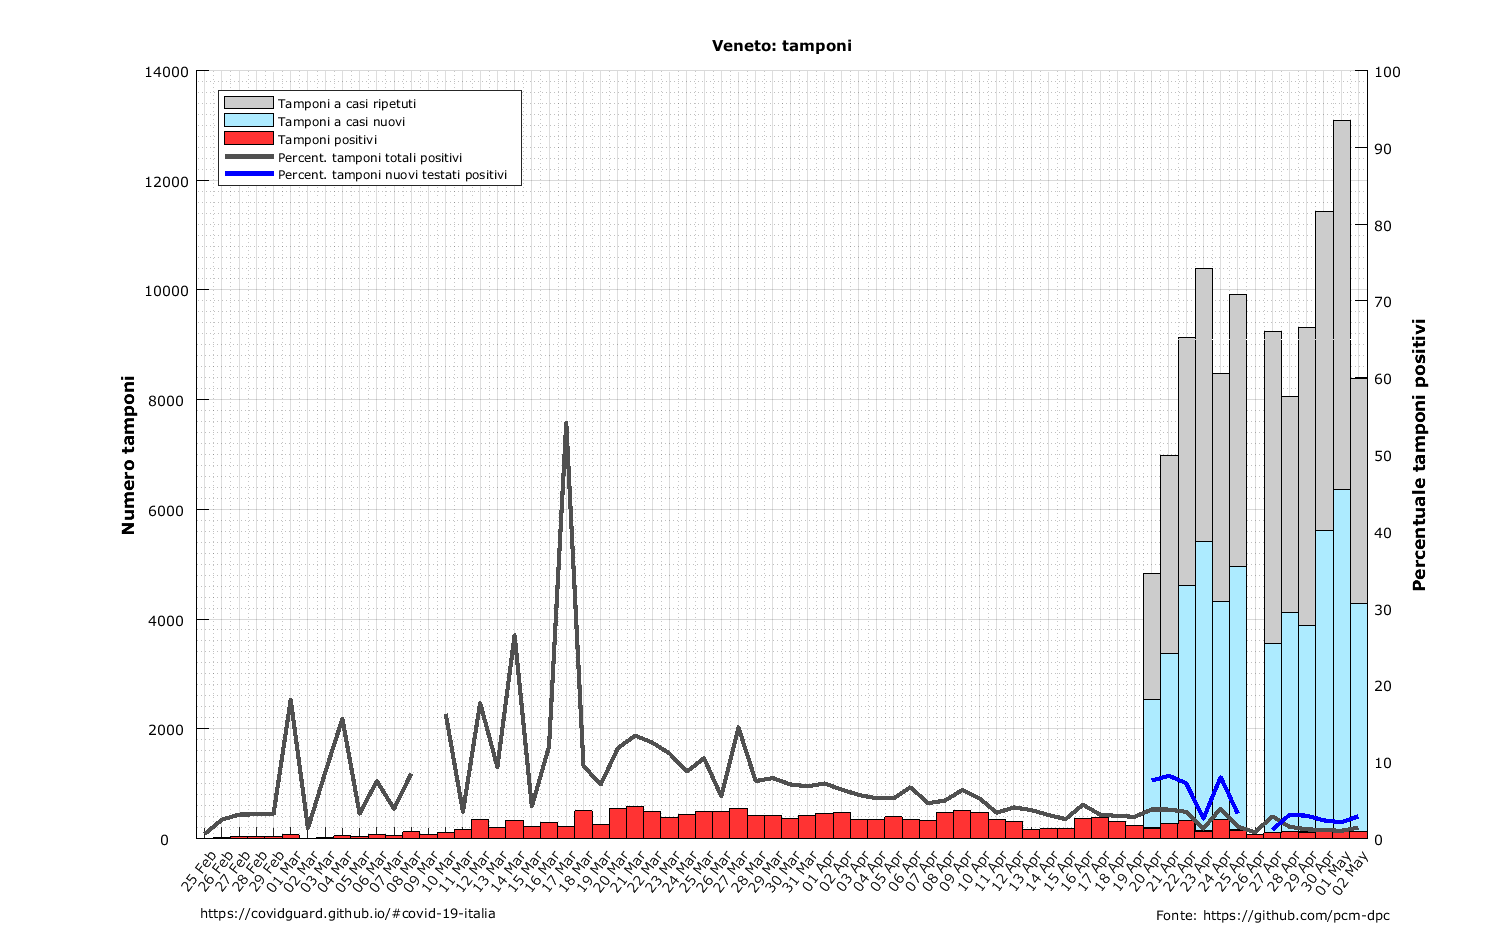 Veneto: tamponi
14000
12000
10000
8000
6000
4000
2000
0
Numero tamponi
Tamponi a casi ripetuti
Tamponi a casi nuovi
Tamponi positivi
Percent. tamponi totali positivi
Percent. tamponi nuovi testati positivi
100
90
80
70
60
50
40
30
20
10
0
Percentuale tamponi positivi
25 Feb
26 Feb
27 Feb
28 Feb
29 Feb
01 Mar
02 Mar
03 Mar
04 Mar
05 Mar
06 Mar
07 Mar
08 Mar
09 Mar
10 Mar
11 Mar
12 Mar
13 Mar
14 Mar
15 Mar
16 Mar
17 Mar
18 Mar
19 Mar
20 Mar
21 Mar
22 Mar
23 Mar
24 Mar
25 Mar
26 Mar
27 Mar
28 Mar
29 Mar
30 Mar
31 Mar
01 Apr
02 Apr
03 Apr
04 Apr
05 Apr
06 Apr
07 Apr
08 Apr
09 Apr
10 Apr
11 Apr
12 Apr
13 Apr
14 Apr
15 Apr
16 Apr
17 Apr
18 Apr
19 Apr
20 Apr
21 Apr
22 Apr
23 Apr
24 Apr
25 Apr
26 Apr
27 Apr
28 Apr
29 Apr
30 Apr
01 May
02 May
https://covidguard.github.io/#covid-19-italia
Fonte: https://github.com/pcm-dpc